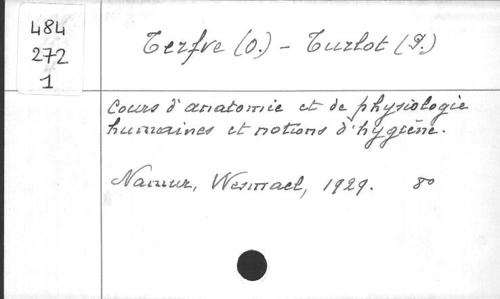 484
272
1
Terfve (O.) - Turlot (P.)
Cours d'anatomie et de physiologie
humaines et notions d'hygiène.
Namur, Wesmael, 1929. 8°